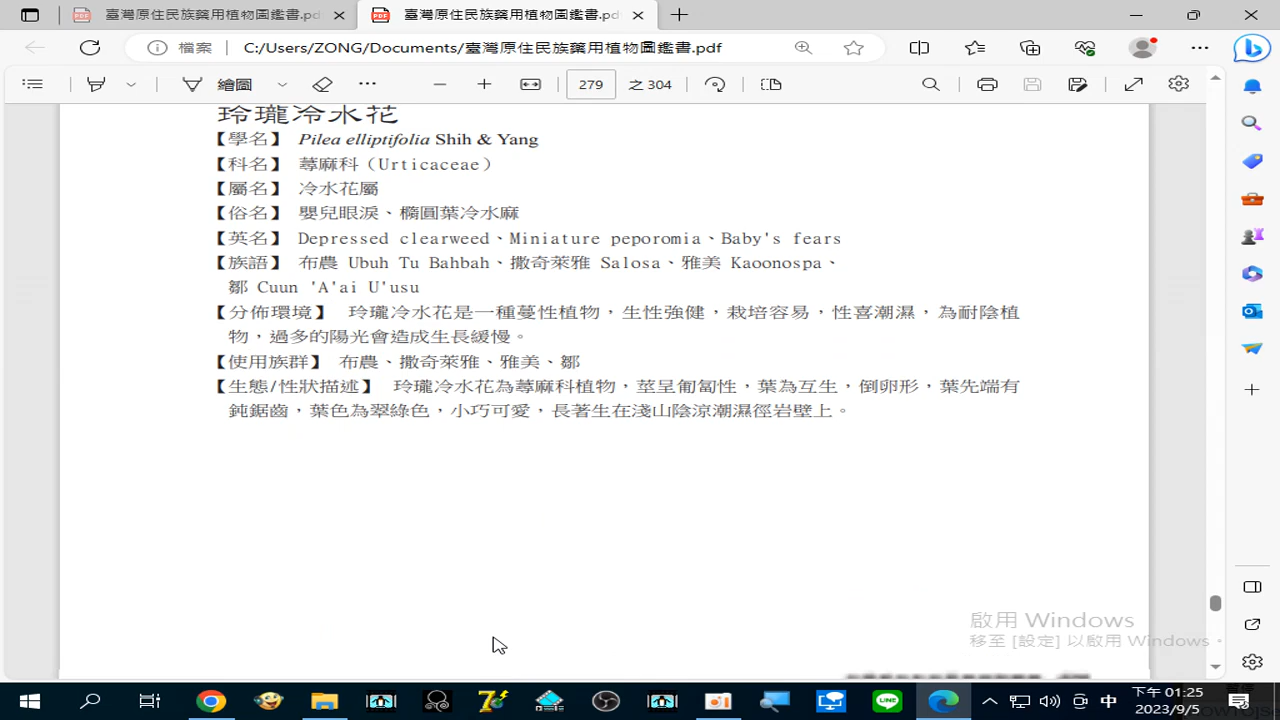 臺灣原住民族藥用植物圖鑑書.pd
臺灣原住民族藥用植物圖鑑書.pd
檔案
C:/Users/ZONG/Documents/臺灣原住民族藥用植物圖鑑書.pdf
繪圖
279
之 304
玲瓏冷水花
【學名】 Pilea elliptifolia Shih & Yang
【科名】 蕁麻科（Urticaceae）
【屬名】 冷水花屬
【俗名】 嬰兒眼淚、橢圓葉冷水麻
【英名】 Depressed clearweed、Miniature peporomia、Baby's fears
【族語】 布農 Ubuh Tu Bahbah、撒奇萊雅 Salosa、雅美 Kaoonospa、
鄒 Cuun 'A'ai U'usu
【分佈環境】 玲瓏冷水花是一種蔓性植物，生性強健，栽培容易，性喜潮濕，為耐陰植
物，過多的陽光會造成生長緩慢。
【使用族群】 布農、撒奇萊雅、雅美、鄒
【生態/性狀描述】 玲瓏冷水花為蕁麻科植物，莖呈匍匐性，葉為互生，倒卵形，葉先端有
鈍鋸齒，葉色為翠綠色，小巧可愛，長著生在淺山陰涼潮濕徑岩壁上。
啟用 Windows
移至 [設定] 以啟用 Windows。
中
下午 01:25
2023/9/5